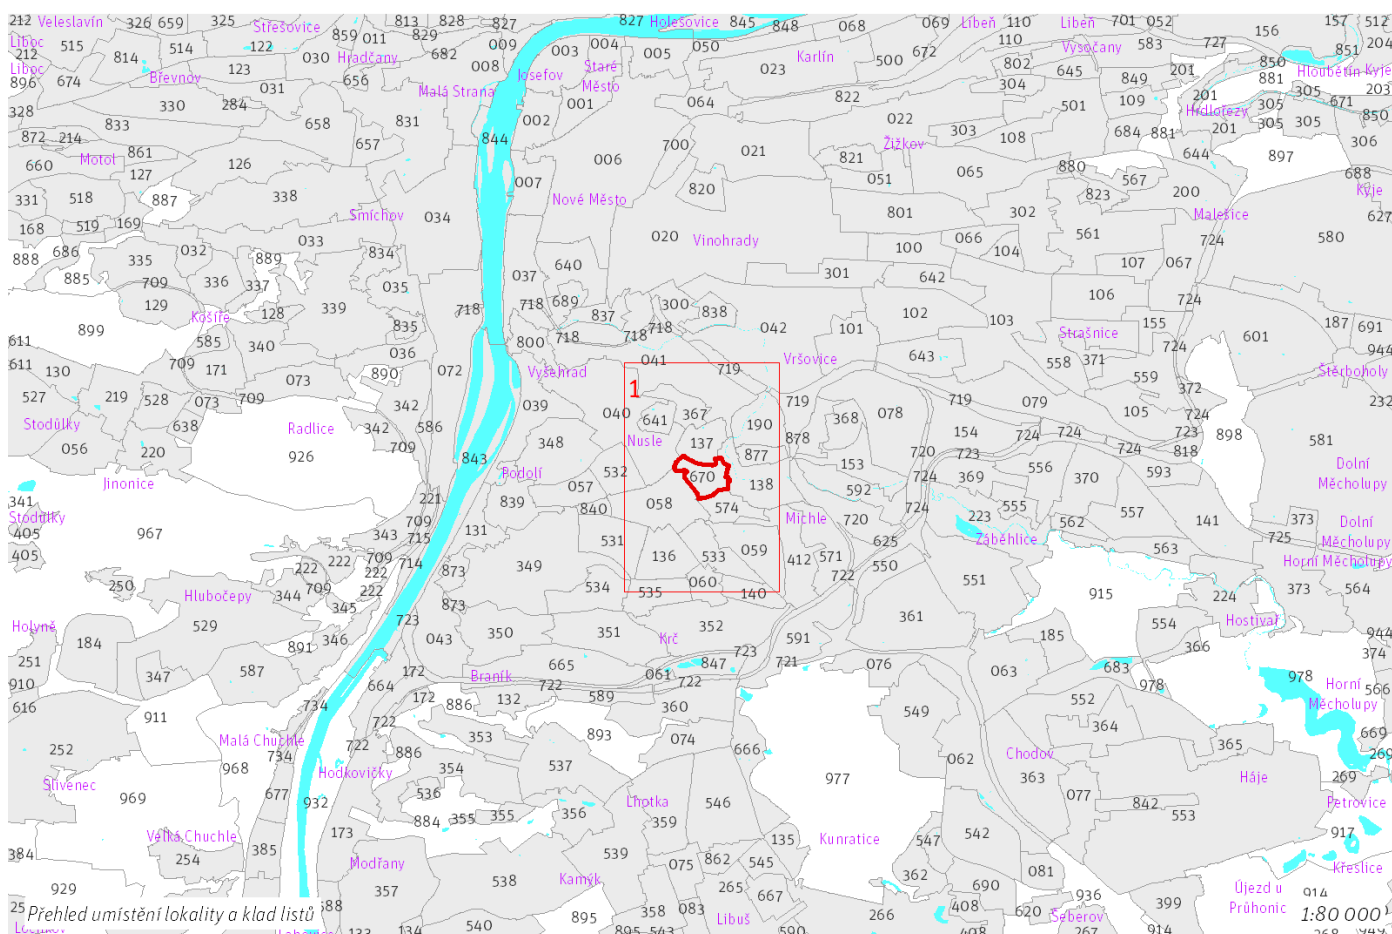 212 Veleslavín 326 659 325 Střešovice 813 828 827 827 Holešovice 845 848 068 069 Libeň 110 Libeň 701 052 156 157 512
Liboc 515 814 514 122 859 011 829 682 009 003 004 005 050 Karlín 500 672 110 Vysočany 583 727 851 204
212 Břevnov 123 030 Hradčany 008 Josefov Staré 023 802 645 201 850 Hloubětín Kyje
Liboc 674 031 656 Malá Strana Město 304 849 881 203
896 330 284 001 064 822 501 109 201 305 305 671
328 833 658 831 002 022 Hrdlořezy 305 305 850
872 214 861 657 844 006 700 021 821 Žižkov 303 108 684 881 201 644 897 306
660 Motol 127 126 007 820 051 065 880 567 688
331 518 887 338 Smíchov 034 Nové Město 801 302 823 200 Kyje
168 519 169 033 020 Vinohrady 066 561 Malešice 627
888 686 335 032 889 834 640 100 104 724 580
885 709 336 337 035 037 301 642 107 067
129 128 339 718 718 689 837 300 838 102 106 724
899 Košíře 835 718 718 718 042 101 103 Strašnice 155 601 187 691
611 585 340 036 800 041 Vršovice 643 558 371 724 944
611 130 709 171 890 072 Vyšehrad 719 559 372 Štěrboholy
527 219 528 073 709 073 342 039 1 719 719 079 105 724 232
Stodůlky 638 Radlice 342 586 040 641 367 190 368 078 154 724 724 724 723 898 581
056 220 926 709 843 348 Nusle 137 877 878 720 723 818 Dolní
341 Jinonice Podolí 532 670 138 153 724 369 556 370 593 Měcholupy
Stodůlky 967 221 839 057 058 574 592 724 223 555 557 141 373 Dolní
405 343 709 715 131 840 Michle 720 Záběhlice 562 725 Měcholupy
405 222 222 709 714 349 531 136 533 059 412 571 625 563 Horní Měcholupy
250 Hlubočepy 344 709 222 222 873 534 535 060 140 722 550 551 915 224 373 564
Holyně 529 345 723 873 361 554 Hostivař 944
251 184 346 043 350 351 Krč 352 591 185 366 374
910 347 587 891 172 Braník 665 061 847 723 721 076 063 683 978 978 Horní 566
616 911 664 172 886 132 722 589 722 360 549 552 Měcholupy 669
252 Malá Chuchle 734 722 722 353 893 074 666 062 364 365 269
Slivenec 968 734 Hodkovičky 886 354 537 977 Chodov 363 Háje 269
969 677 932 536 Lhotka 546 077 842 553 Petrovice
Velká Chuchle 173 884 355 355 356 359 135 Kunratice 547 542 917
384 254 385 Modřany 539 075 862 545 362 081 Křeslice
929 357 538 Kamýk 265 667 690 936 Újezd u 914
358 083 Libuš 266 408 620 Šeberov 399 Průhonic
Přehled umístění lokality a klad listů 540 895 914 1:80 000